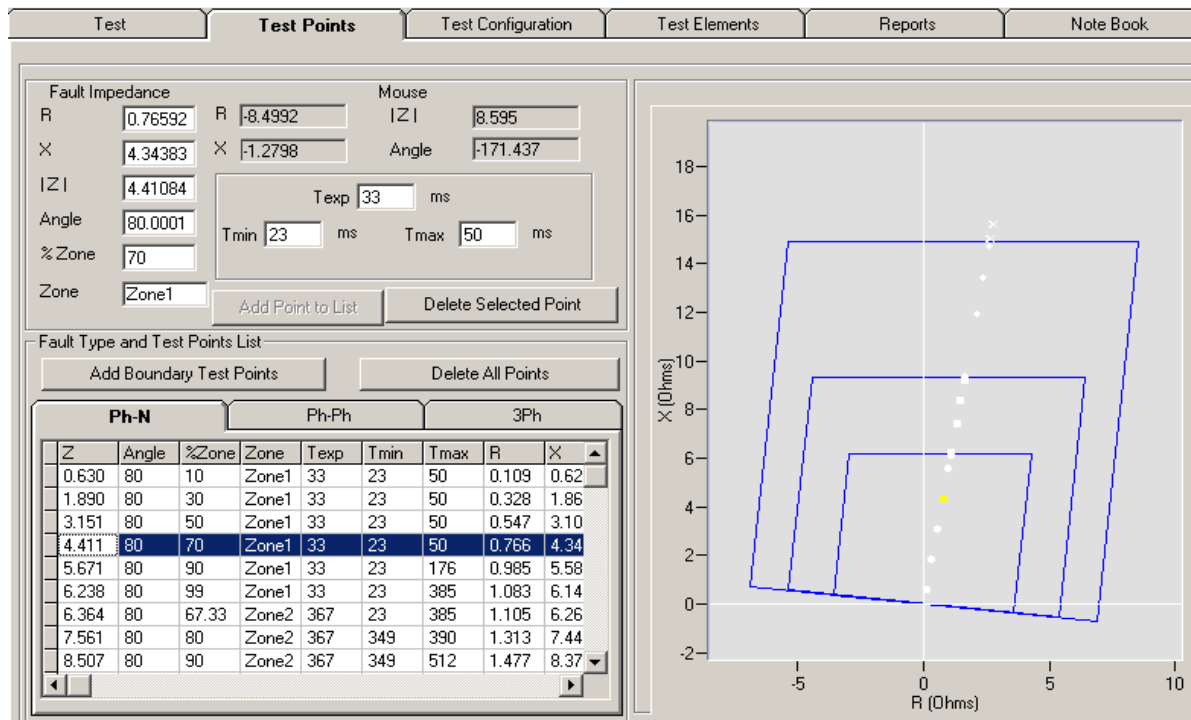 Test Test Points Test Configuration Test Elements Reports Note Book
Fault Impedance Mouse
R 0.76592 R -8.4992 |Z| 8.595
X 4.34383 X -1.2798 Angle -171.437
|Z| 4.41084
Texp 33 ms
Angle 80.0001
Tmin 23 ms Tmax 50 ms
% Zone 70
Zone Zone1
Add Point to List Delete Selected Point
Fault Type and Test Points List
Add Boundary Test Points Delete All Points
Ph-N Ph-Ph 3Ph
Z Angle %Zone Zone Texp Tmin Tmax R X
0.630 80 10 Zone1 33 23 50 0.109 0.62
1.890 80 30 Zone1 33 23 50 0.328 1.86
3.151 80 50 Zone1 33 23 50 0.547 3.10
4.411 80 70 Zone1 33 23 50 0.766 4.34
5.671 80 90 Zone1 33 23 176 0.985 5.58
6.238 80 99 Zone1 33 23 385 1.083 6.14
6.364 80 67.33 Zone2 367 23 385 1.105 6.26
7.561 80 80 Zone2 367 349 390 1.313 7.44
8.507 80 90 Zone2 367 349 512 1.477 8.37
X (Ohms)
18
16
14
12
10
8
6
4
2
0
-2
-5 0 5 10
R (Ohms)